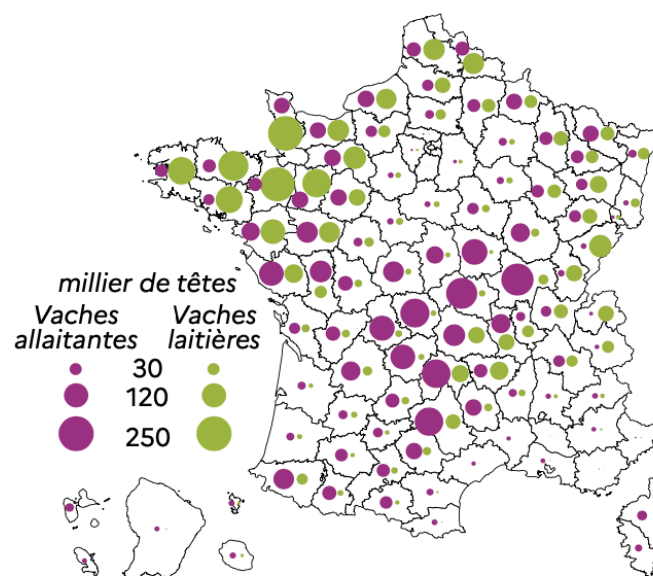 millier de têtes
Vaches allaitantes
Vaches laitières
30
120
250